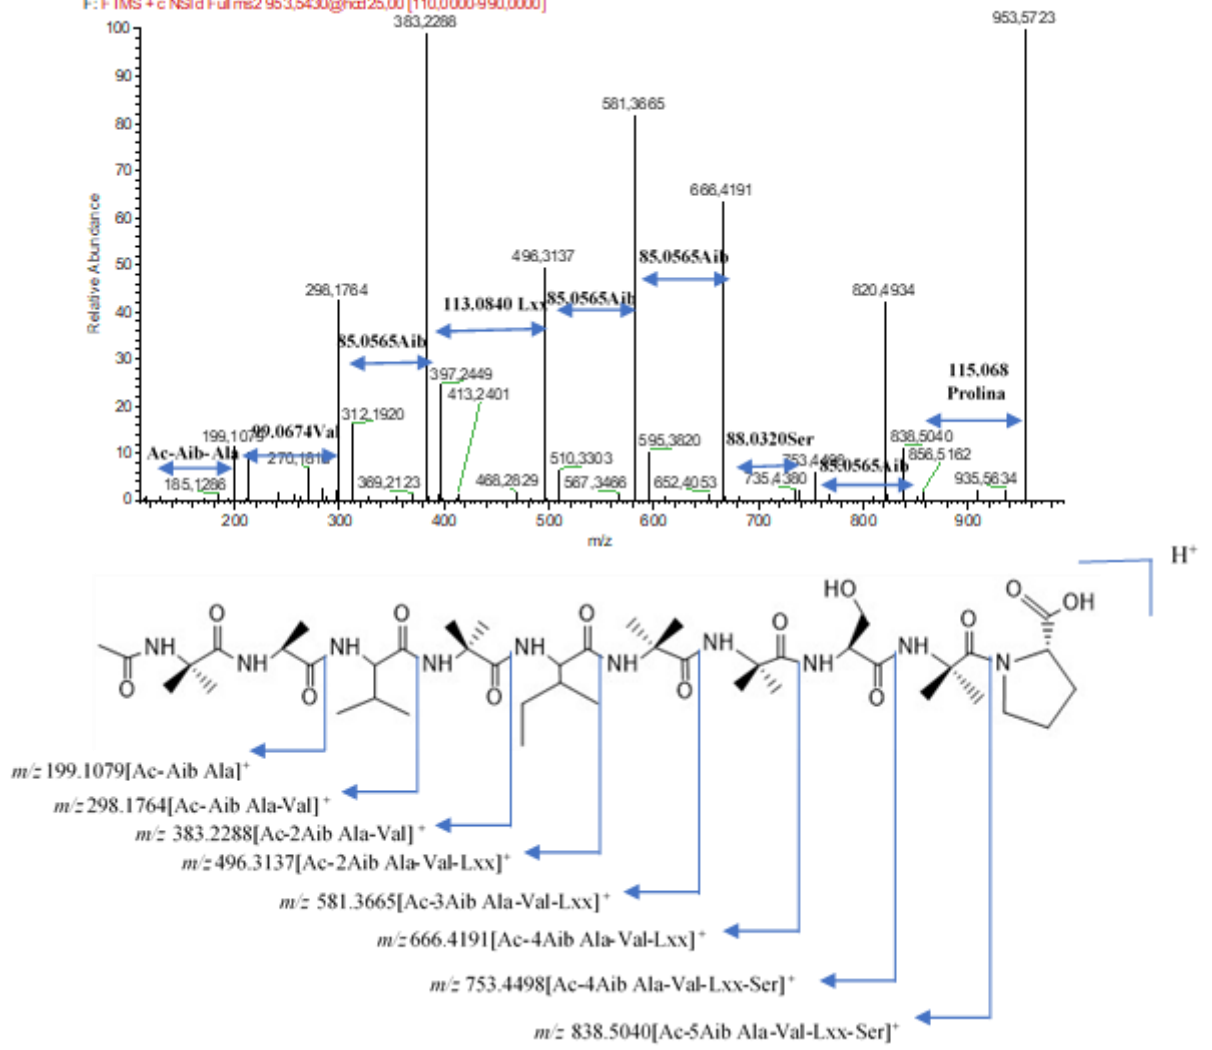 F: FTMS + c NSI d Full ms2 953,5430@hcd25,00 [110,0000-990,0000]
383,2288
953,5723
100
90
80
70
60
50
40
30
20
10
0
Relative Abundance
581,3665
666,4191
496,3137
85.0565Aib
298,1764
113.0840 Lxx
85.0565Aib
820,4934
85.0565Aib
397,2449
413,2401
115.068
Prolina
199,1079
99.0674Val
312,1920
Ac-Aib-Ala
270,1816
185,1286
369,2123
468,2829
510,3303
567,3466
595,3820
652,4053
88.0320Ser
735,4380
753,4498
85.0565Aib
838,5040
856,5162
935,5634
200
300
400
500
600
700
800
900
m/z
H+
HO
O
OH
NH
O
NH
O
NH
O
NH
O
NH
O
NH
O
NH
O
NH
O
NH
O
N
O
m/z 199.1079[Ac-Aib Ala]+
m/z 298.1764[Ac-Aib Ala-Val]+
m/z 383.2288[Ac-2Aib Ala-Val]+
m/z 496.3137[Ac-2Aib Ala-Val-Lxx]+
m/z 581.3665[Ac-3Aib Ala-Val-Lxx]+
m/z 666.4191[Ac-4Aib Ala-Val-Lxx]+
m/z 753.4498[Ac-4Aib Ala-Val-Lxx-Ser]+
m/z 838.5040[Ac-5Aib Ala-Val-Lxx-Ser]+